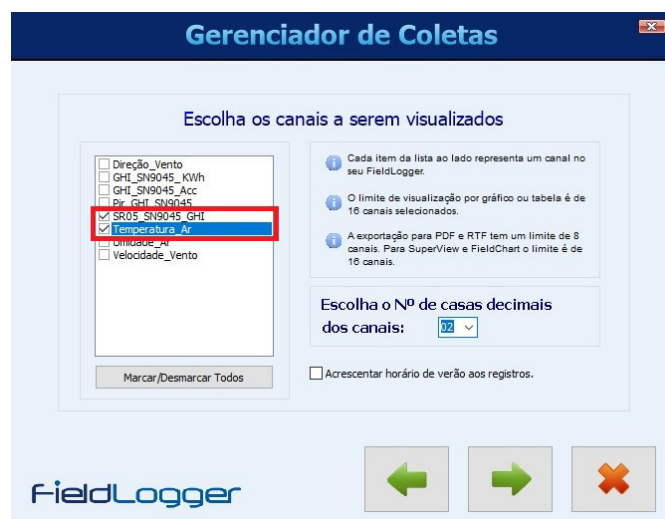 Gerenciador de Coletas
Escolha os canais a serem visualizados
Direção_Vento
GHI_SN9045_KWh
GHI_SN9045_Acc
Pir_GHI_SN9045
SR05_SN9045_GHI
Temperatura_Ar
Umidade_Ar
Velocidade_Vento
Marcar/Desmarcar Todos
Cada item da lista ao lado representa um canal no
seu FieldLogger.
O limite de visualização por gráfico ou tabela é de
16 canais selecionados.
A exportação para PDF e RTF tem um limite de 8
canais. Para SuperView e FieldChart o limite é de
16 canais.
Escolha o Nº de casas decimais
dos canais: 02
Acrescentar horário de verão aos registros.
FieldLogger